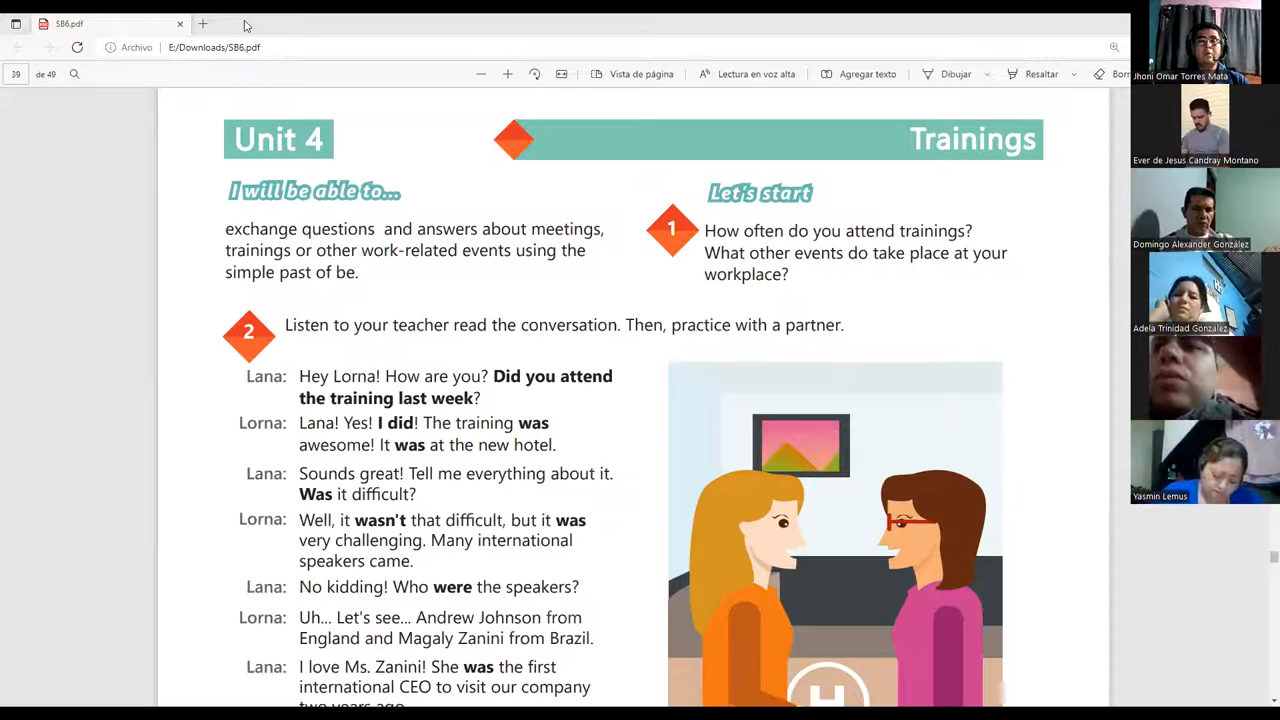 SB6.pdf
Archivo
E:/Downloads/SB6.pdf
39
de 49
Vista de página
Lectura en voz alta
Agregar texto
Dibujar
Resaltar
Borr
Unit 4
Trainings
I will be able to...
exchange questions and answers about meetings,
trainings or other work-related events using the
simple past of be.
Let's start
1
How often do you attend trainings?
What other events do take place at your
workplace?
2
Listen to your teacher read the conversation. Then, practice with a partner.
Lana: Hey Lorna! How are you? Did you attend
the training last week?
Lorna: Lana! Yes! I did! The training was
awesome! It was at the new hotel.
Lana: Sounds great! Tell me everything about it.
Was it difficult?
Lorna: Well, it wasn't that difficult, but it was
very challenging. Many international
speakers came.
Lana: No kidding! Who were the speakers?
Lorna: Uh... Let's see... Andrew Johnson from
England and Magaly Zanini from Brazil.
Lana: I love Ms. Zanini! She was the first
international CEO to visit our company
two years ago
H
Jhoni Omar Torres Mata
Ever de Jesus Candray Montano
Domingo Alexander González
Adela Trinidad González
Yasmin Lemus